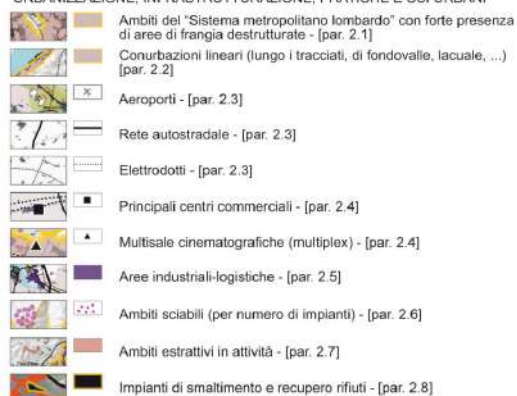 URBANIZZAZIONE, INFRASTRUTTURAZIONE, PRATICHE E USI URBANI
Ambiti del "Sistema metropolitano lombardo" con forte presenza
di aree di frangia destrutturate - [par. 2.1]
Conurbazioni lineari (lungo i tracciati, di fondovalle, lacuale, ...)
[par. 2.2]
Aeroporti - [par. 2.3]
Rete autostradale - [par. 2.3]
Elettrodotti - [par. 2.3]
Principali centri commerciali - [par. 2.4]
Multisale cinematografiche (multiplex) - [par. 2.4]
Aree industriali-logistiche - [par. 2.5]
Ambiti sciabili (per numero di impianti) - [par. 2.6]
Ambiti estrattivi in attività - [par. 2.7]
Impianti di smaltimento e recupero rifiuti - [par. 2.8]